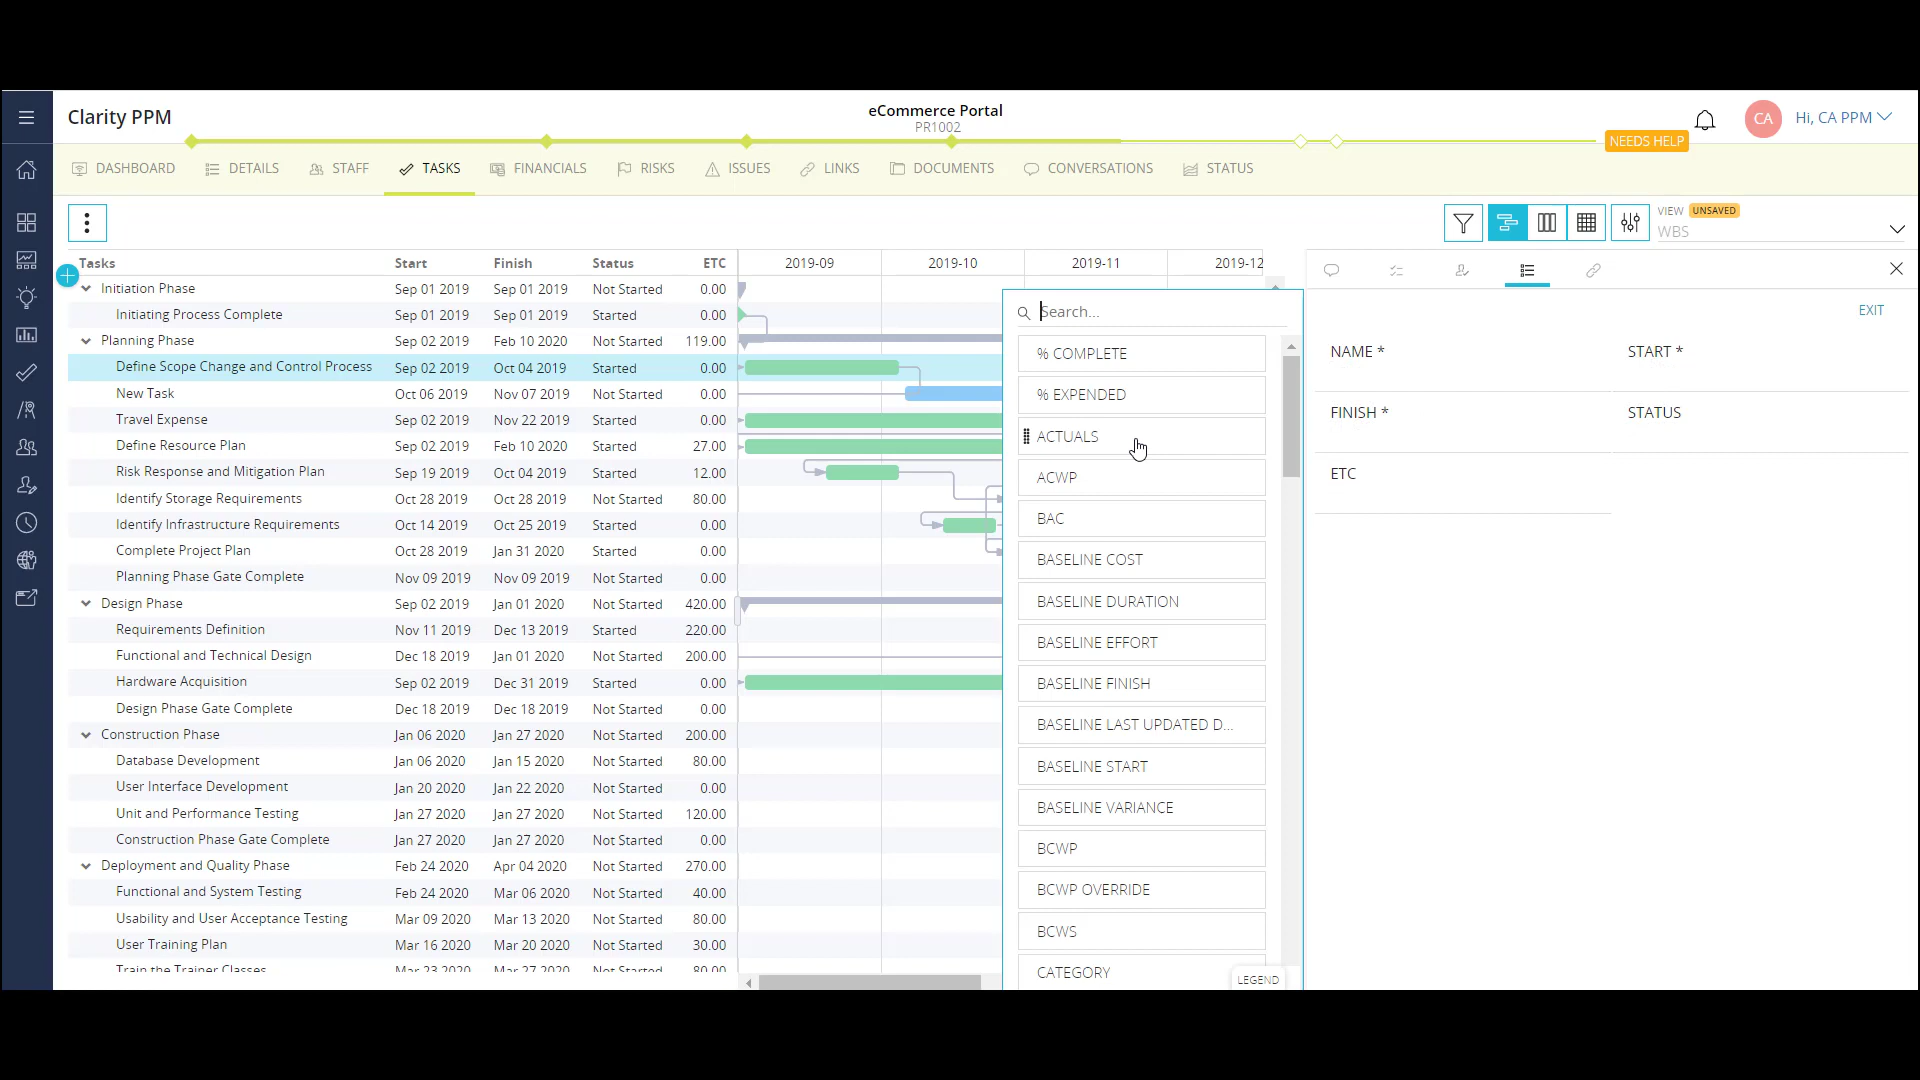 Clarity PPM
eCommerce Portal
PR1002
NEEDS HELP
CA
Hi, CA PPM
DASHBOARD DETAILS STAFF TASKS FINANCIALS RISKS ISSUES LINKS DOCUMENTS CONVERSATIONS STATUS
VIEW UNSAVED
WBS
Tasks Start Finish Status ETC 2019-09 2019-10 2019-11 2019-12
Initiation Phase Sep 01 2019 Sep 01 2019 Not Started 0.00
Initiating Process Complete Sep 01 2019 Sep 01 2019 Started 0.00
Planning Phase Sep 02 2019 Feb 10 2020 Not Started 119.00
Define Scope Change and Control Process Sep 02 2019 Oct 04 2019 Started 0.00
New Task Oct 06 2019 Nov 07 2019 Not Started 0.00
Travel Expense Sep 02 2019 Nov 22 2019 Started 0.00
Define Resource Plan Sep 02 2019 Feb 10 2020 Started 27.00
Risk Response and Mitigation Plan Sep 19 2019 Oct 04 2019 Started 12.00
Identify Storage Requirements Oct 28 2019 Oct 28 2019 Not Started 80.00
Identify Infrastructure Requirements Oct 14 2019 Oct 25 2019 Started 0.00
Complete Project Plan Oct 28 2019 Jan 31 2020 Started 0.00
Planning Phase Gate Complete Nov 09 2019 Nov 09 2019 Not Started 0.00
Design Phase Sep 02 2019 Jan 01 2020 Not Started 420.00
Requirements Definition Nov 11 2019 Dec 13 2019 Started 220.00
Functional and Technical Design Dec 18 2019 Jan 01 2020 Not Started 200.00
Hardware Acquisition Sep 02 2019 Dec 31 2019 Started 0.00
Design Phase Gate Complete Dec 18 2019 Dec 18 2019 Not Started 0.00
Construction Phase Jan 06 2020 Jan 27 2020 Not Started 200.00
Database Development Jan 06 2020 Jan 15 2020 Not Started 80.00
User Interface Development Jan 20 2020 Jan 22 2020 Not Started 0.00
Unit and Performance Testing Jan 27 2020 Jan 27 2020 Not Started 120.00
Construction Phase Gate Complete Jan 27 2020 Jan 27 2020 Not Started 0.00
Deployment and Quality Phase Feb 24 2020 Apr 04 2020 Not Started 270.00
Functional and System Testing Feb 24 2020 Mar 06 2020 Not Started 40.00
Usability and User Acceptance Testing Mar 09 2020 Mar 13 2020 Not Started 80.00
User Training Plan Mar 16 2020 Mar 20 2020 Not Started 30.00
Train the Trainer Classes Mar 23 2020 Mar 27 2020 Not Started 80.00
Search...
% COMPLETE
% EXPENDED
ACTUALS
ACWP
BAC
BASELINE COST
BASELINE DURATION
BASELINE EFFORT
BASELINE FINISH
BASELINE LAST UPDATED D...
BASELINE START
BASELINE VARIANCE
BCWP
BCWP OVERRIDE
BCWS
CATEGORY
LEGEND
EXIT
NAME * START *
FINISH * STATUS
ETC